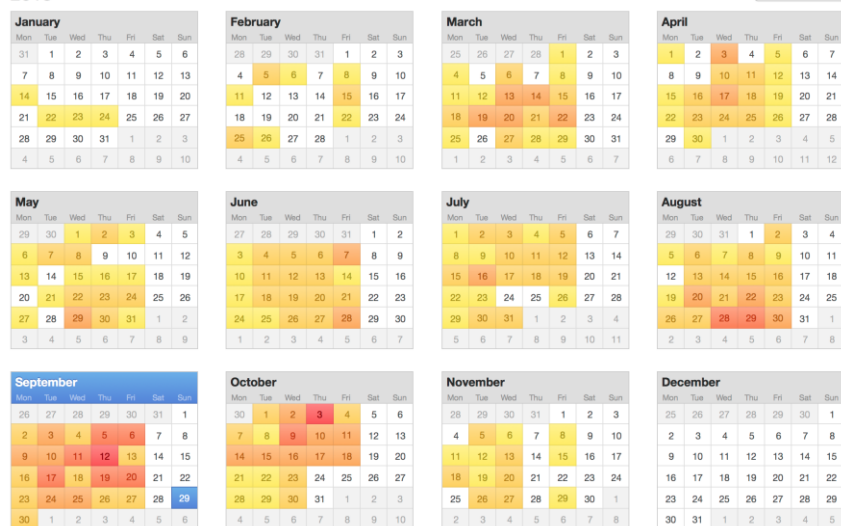 January
Mon Tue Wed Thu Fri Sat Sun
31 1 2 3 4 5 6
7 8 9 10 11 12 13
14 15 16 17 18 19 20
21 22 23 24 25 26 27
28 29 30 31 1 2 3
4 5 6 7 8 9 10
February
Mon Tue Wed Thu Fri Sat Sun
28 29 30 31 1 2 3
4 5 6 7 8 9 10
11 12 13 14 15 16 17
18 19 20 21 22 23 24
25 26 27 28 1 2 3
4 5 6 7 8 9 10
March
Mon Tue Wed Thu Fri Sat Sun
25 26 27 28 1 2 3
4 5 6 7 8 9 10
11 12 13 14 15 16 17
18 19 20 21 22 23 24
25 26 27 28 29 30 31
1 2 3 4 5 6 7
April
Mon Tue Wed Thu Fri Sat Sun
1 2 3 4 5 6 7
8 9 10 11 12 13 14
15 16 17 18 19 20 21
22 23 24 25 26 27 28
29 30 1 2 3 4 5
6 7 8 9 10 11 12
May
Mon Tue Wed Thu Fri Sat Sun
29 30 1 2 3 4 5
6 7 8 9 10 11 12
13 14 15 16 17 18 19
20 21 22 23 24 25 26
27 28 29 30 31 1 2
3 4 5 6 7 8 9
June
Mon Tue Wed Thu Fri Sat Sun
27 28 29 30 31 1 2
3 4 5 6 7 8 9
10 11 12 13 14 15 16
17 18 19 20 21 22 23
24 25 26 27 28 29 30
1 2 3 4 5 6 7
July
Mon Tue Wed Thu Fri Sat Sun
1 2 3 4 5 6 7
8 9 10 11 12 13 14
15 16 17 18 19 20 21
22 23 24 25 26 27 28
29 30 31 1 2 3 4
5 6 7 8 9 10 11
August
Mon Tue Wed Thu Fri Sat Sun
29 30 31 1 2 3 4
5 6 7 8 9 10 11
12 13 14 15 16 17 18
19 20 21 22 23 24 25
26 27 28 29 30 31 1
2 3 4 5 6 7 8
September
Mon Tue Wed Thu Fri Sat Sun
26 27 28 29 30 31 1
2 3 4 5 6 7 8
9 10 11 12 13 14 15
16 17 18 19 20 21 22
23 24 25 26 27 28 29
30 1 2 3 4 5 6
October
Mon Tue Wed Thu Fri Sat Sun
30 1 2 3 4 5 6
7 8 9 10 11 12 13
14 15 16 17 18 19 20
21 22 23 24 25 26 27
28 29 30 31 1 2 3
4 5 6 7 8 9 10
November
Mon Tue Wed Thu Fri Sat Sun
28 29 30 31 1 2 3
4 5 6 7 8 9 10
11 12 13 14 15 16 17
18 19 20 21 22 23 24
25 26 27 28 29 30 1
2 3 4 5 6 7 8
December
Mon Tue Wed Thu Fri Sat Sun
25 26 27 28 29 30 1
2 3 4 5 6 7 8
9 10 11 12 13 14 15
16 17 18 19 20 21 22
23 24 25 26 27 28 29
30 31 1 2 3 4 5